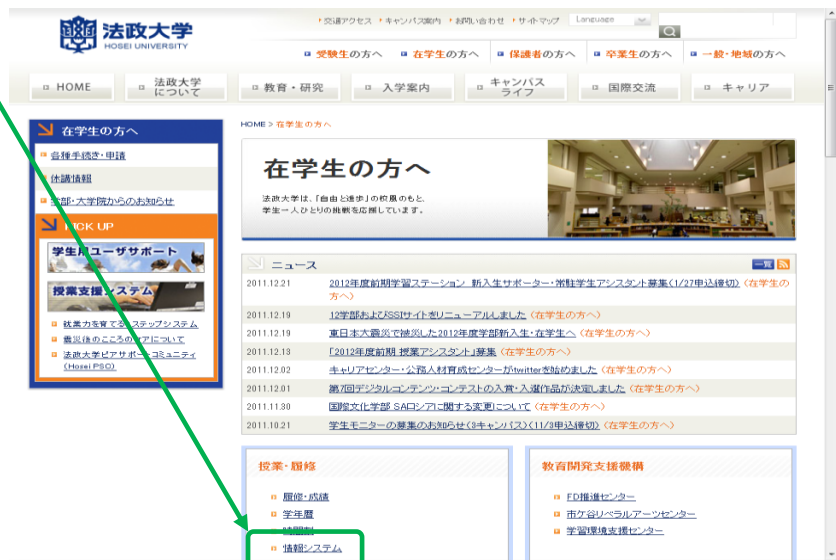 法政大学
HOSEI UNIVERSITY
交通アクセス キャンパス案内 お問い合わせ サイトマップ Language
受験生の方へ 在学生の方へ 保護者の方へ 卒業生の方へ 一般・地域の方へ
HOME
法政大学
について
教育・研究
入学案内
キャンパス
ライフ
国際交流
キャリア
在学生の方へ
各種手続き・申請
休講情報
学部・大学院からのお知らせ
PICK UP
学生用ユーザサポート
授業支援システム
就業力を育てる3ステップシステム
震災後のこころのケアについて
法政大学ピアサポートコミュニティ
(Hosei PSC)
HOME > 在学生の方へ
在学生の方へ
法政大学は、「自由と進歩」の校風のもと、
学生一人ひとりの挑戦を応援しています。
ニュース 一覧
2011.12.21 2012年度前期学習ステーション 新入生サポーター・常駐学生アシスタント募集(1/27申込締切) (在学生の
方へ)
2011.12.19 12学部およびSSIサイトをリニューアルしました (在学生の方へ)
2011.12.19 東日本大震災で被災した2012年度学部新入生・在学生へ (在学生の方へ)
2011.12.13 「2012年度前期 授業アシスタント」募集 (在学生の方へ)
2011.12.02 キャリアセンター・公務人材育成センターがtwitterを始めました (在学生の方へ)
2011.12.01 第7回デジタルコンテンツ・コンテストの入賞・入選作品が決定しました (在学生の方へ)
2011.11.30 国際文化学部 SAロシアに関する変更について (在学生の方へ)
2011.10.21 学生モニターの募集のお知らせ(3キャンパス)(11/3申込締切) (在学生の方へ)
授業・履修
履修・成績
学年暦
時間割
情報システム
教育開発支援機構
FD推進センター
市ケ谷リベラルアーツセンター
学習環境支援センター